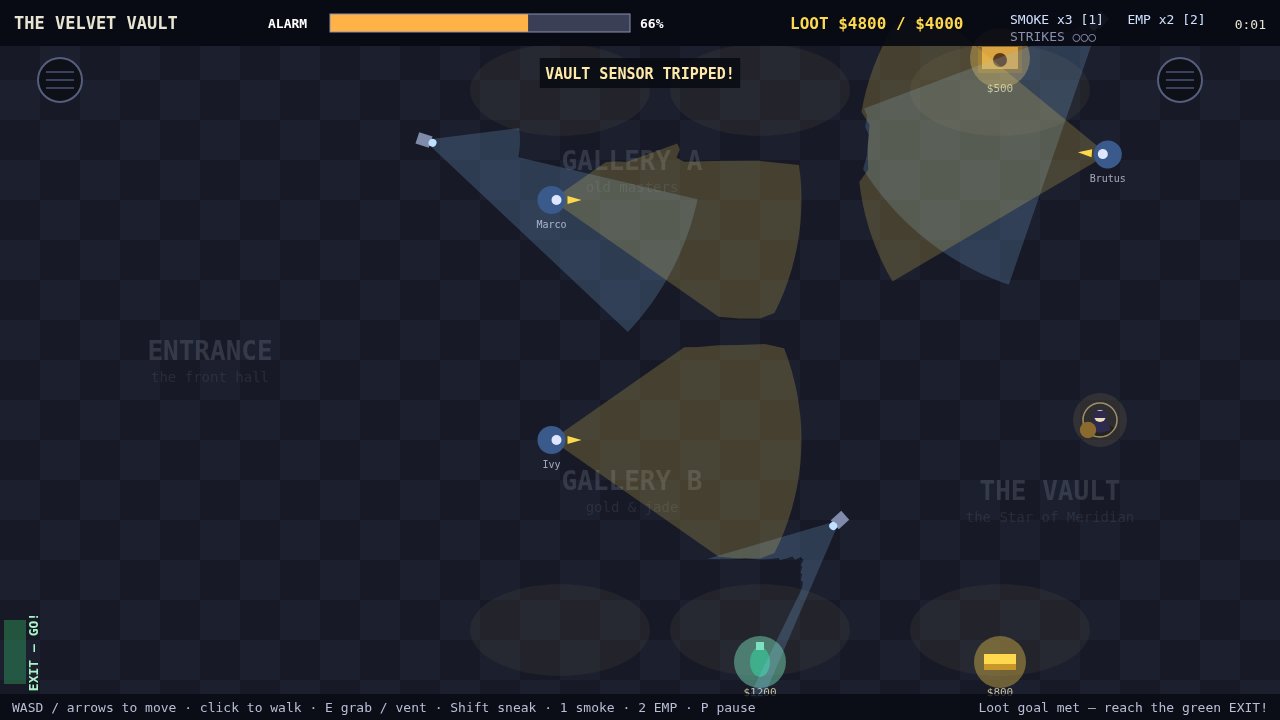 THE VELVET VAULT
ALARM 66%
LOOT $4800 / $4000
SMOKE x3 [1] EMP x2 [2]
STRIKES ○○○
0:01
VAULT SENSOR TRIPPED!
$500
GALLERY A
old masters
Marco
Brutus
ENTRANCE
the front hall
Ivy
GALLERY B
gold & jade
THE VAULT
the Star of Meridian
EXIT — GO!
$1200
$800
WASD / arrows to move · click to walk · E grab / vent · Shift sneak · 1 smoke · 2 EMP · P pause
Loot goal met — reach the green EXIT!